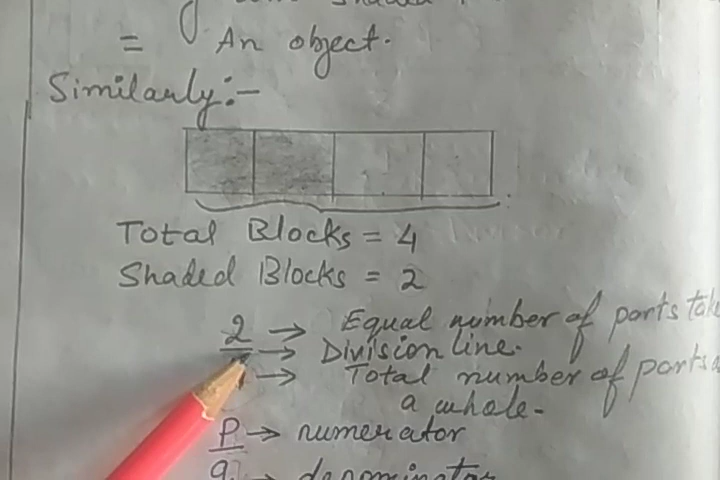 = An object.
Similarly:-
Total Blocks = 4
Shaded Blocks = 2
2 → Equal number of parts
→ Division line.
→ Total number of parts
a whole.
p → numerator
q → denominator